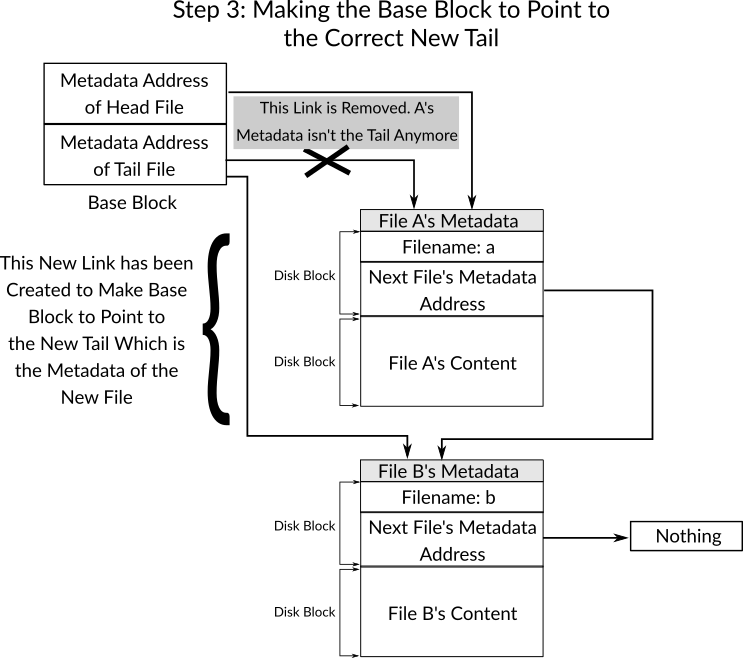 Step 3: Making the Base Block to Point to
the Correct New Tail
Metadata Address
of Head File
Metadata Address
of Tail File
Base Block
This Link is Removed. A's
Metadata isn't the Tail Anymore
This New Link has been
Created to Make Base
Block to Point to
the New Tail Which is
the Metadata of the
New File
File A's Metadata
Filename: a
Next File's Metadata
Address
File A's Content
Disk Block
Disk Block
File B's Metadata
Filename: b
Next File's Metadata
Address
File B's Content
Disk Block
Disk Block
Nothing